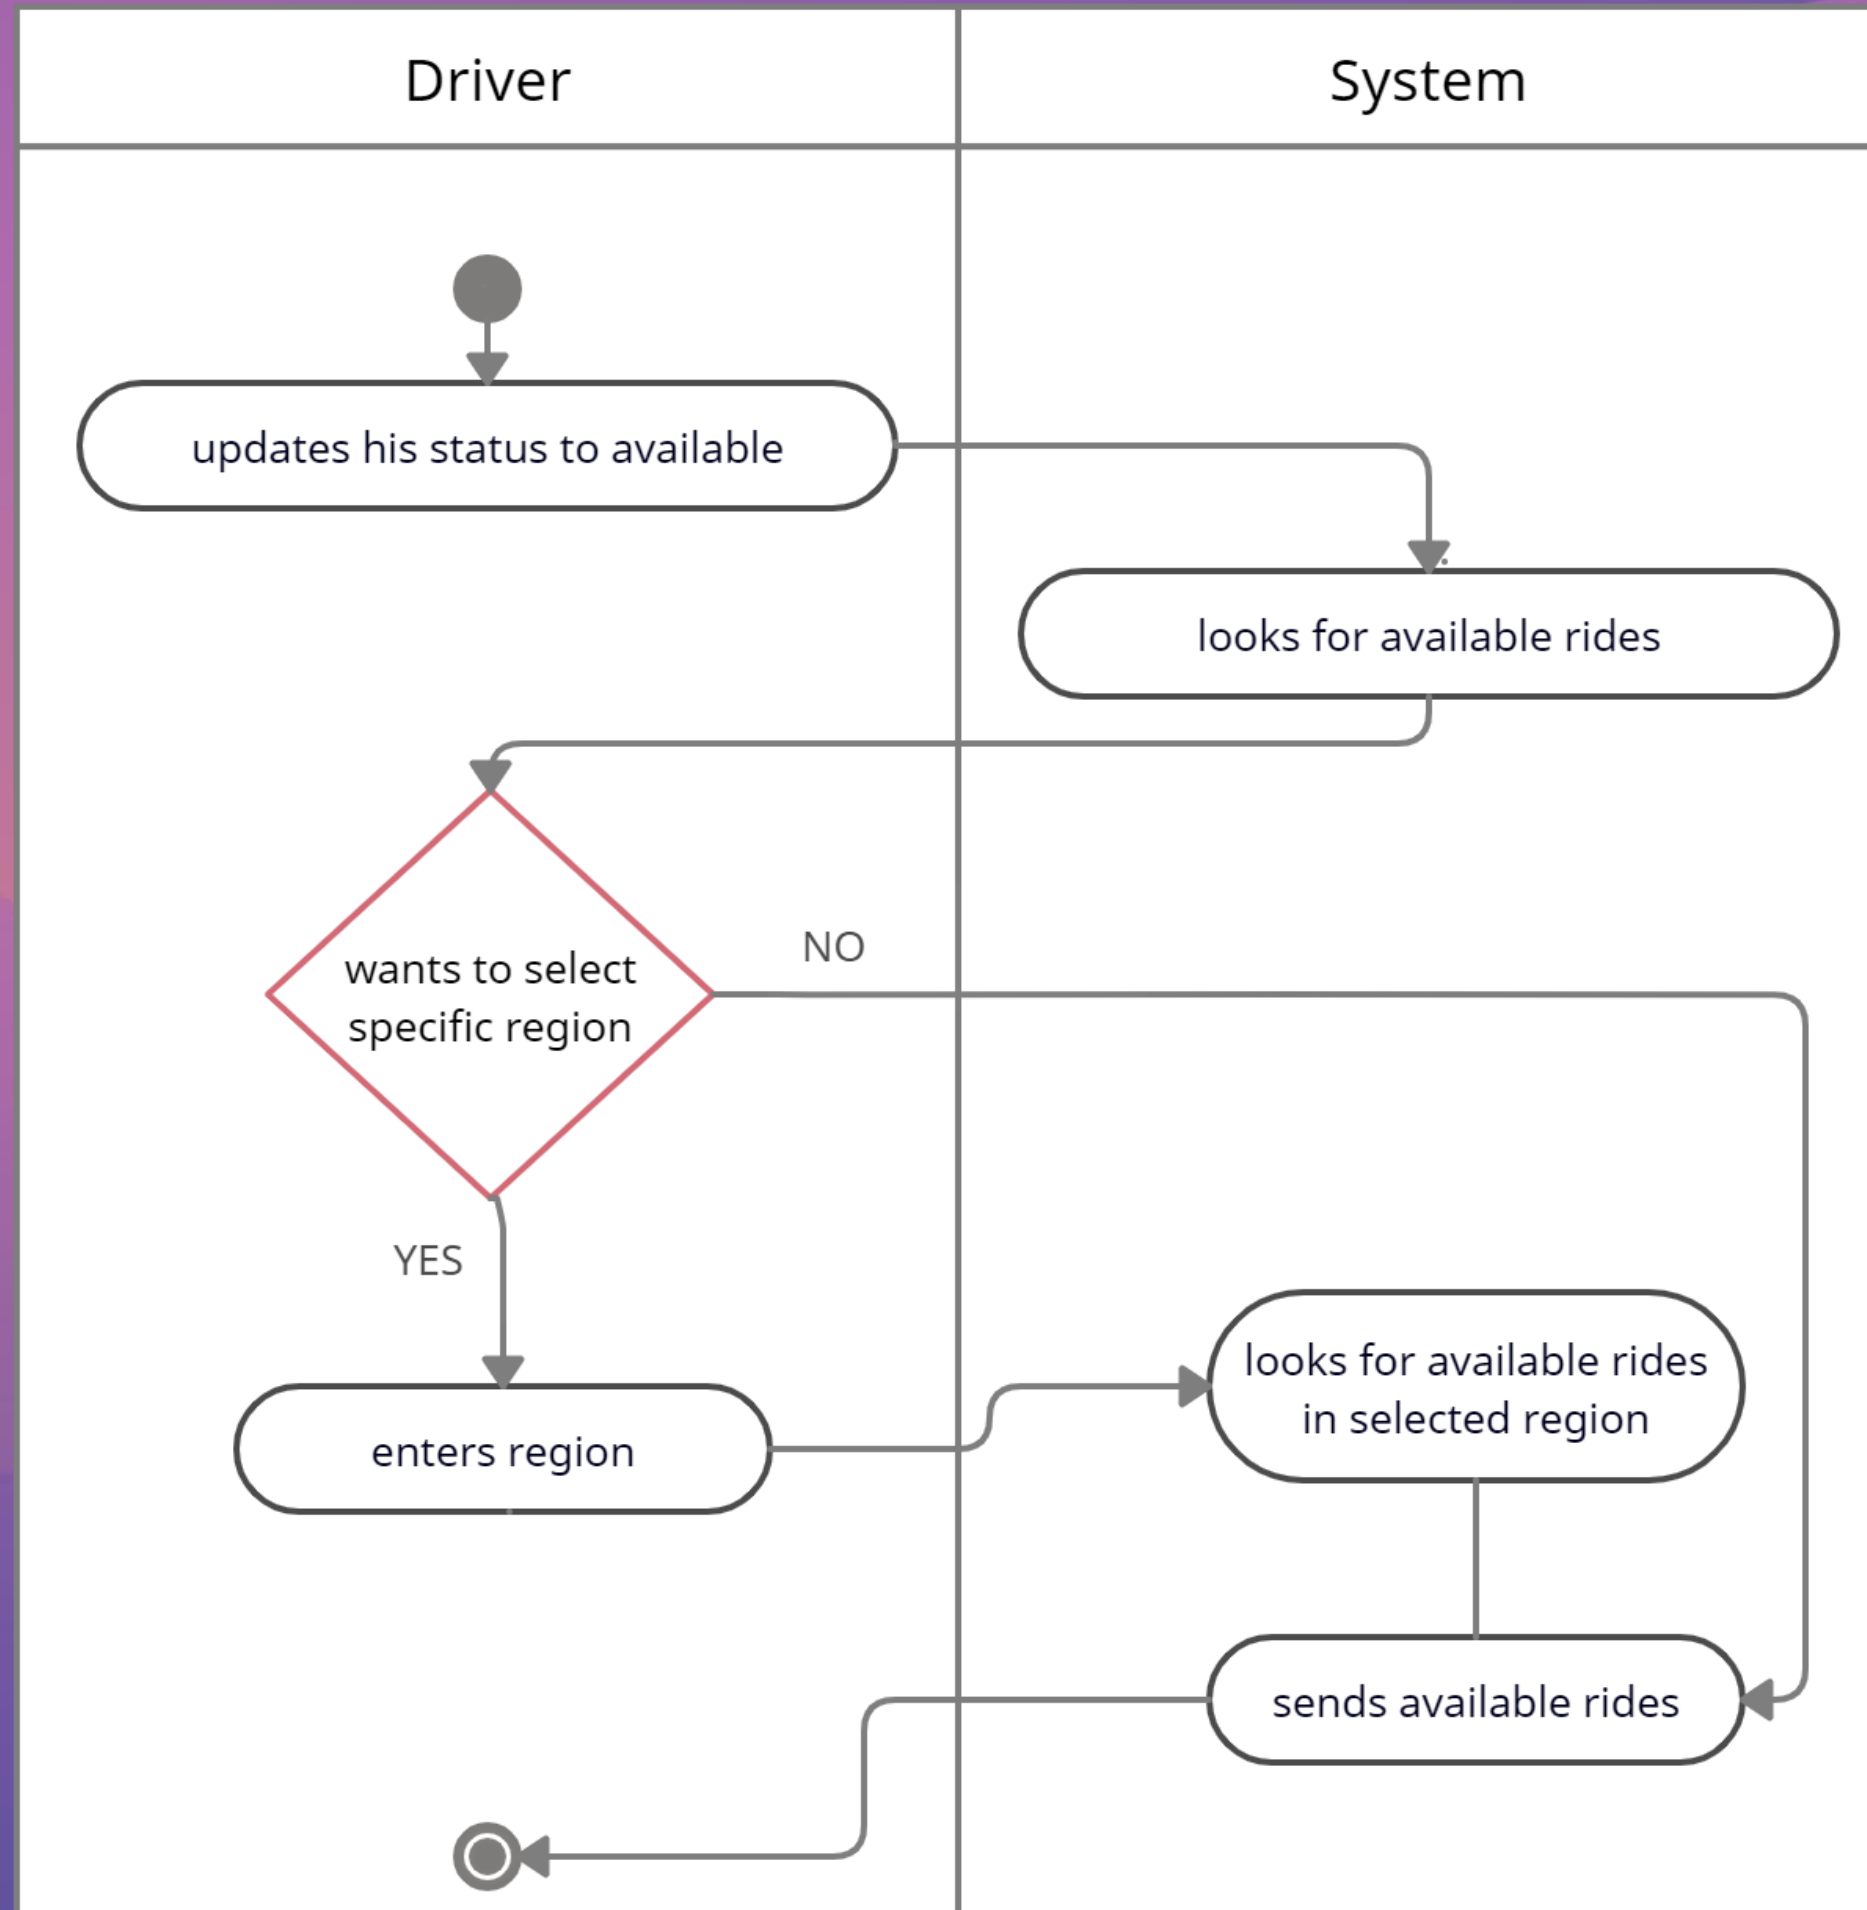 Driver
System
updates his status to available
looks for available rides
wants to select
specific region
NO
YES
enters region
looks for available rides
in selected region
sends available rides